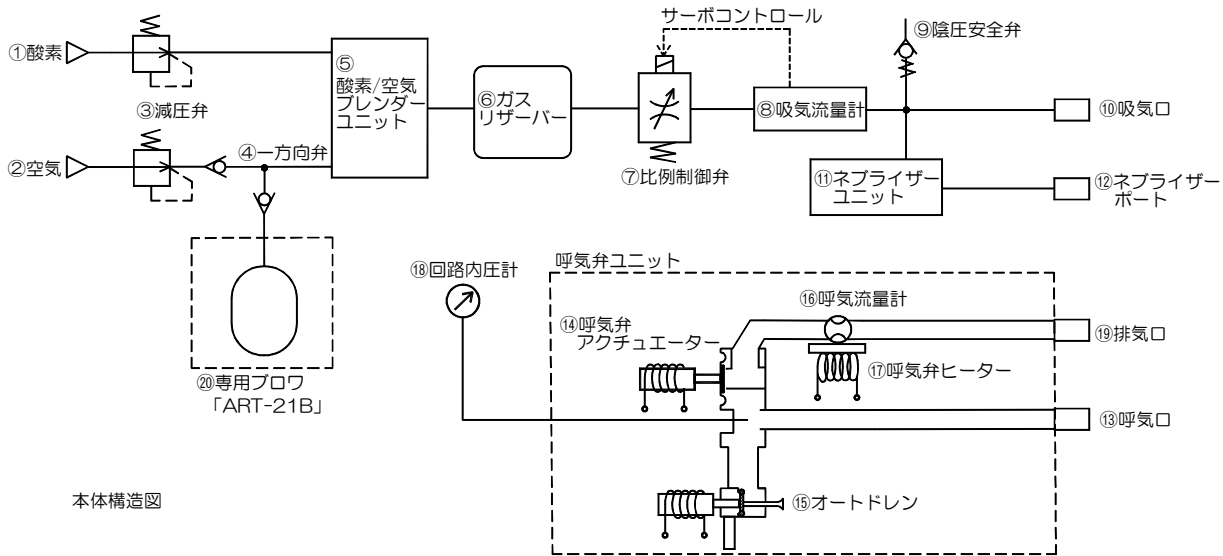 サーボコントロール
①酸素
③減圧弁
②空気
④一方向弁
⑤
酸素/空気
ブレンダー
ユニット
⑥ガス
リザーバー
⑦比例制御弁
⑧吸気流量計
⑨陰圧安全弁
⑩吸気口
⑪ネブライザー
ユニット
⑫ネブライザー
ポート
⑳専用ブロワ
「ART-21B」
⑱回路内圧計
呼気弁ユニット
⑭呼気弁
アクチュエーター
⑯呼気流量計
⑰呼気弁ヒーター
⑲排気口
⑬呼気口
⑮オートドレン
本体構造図